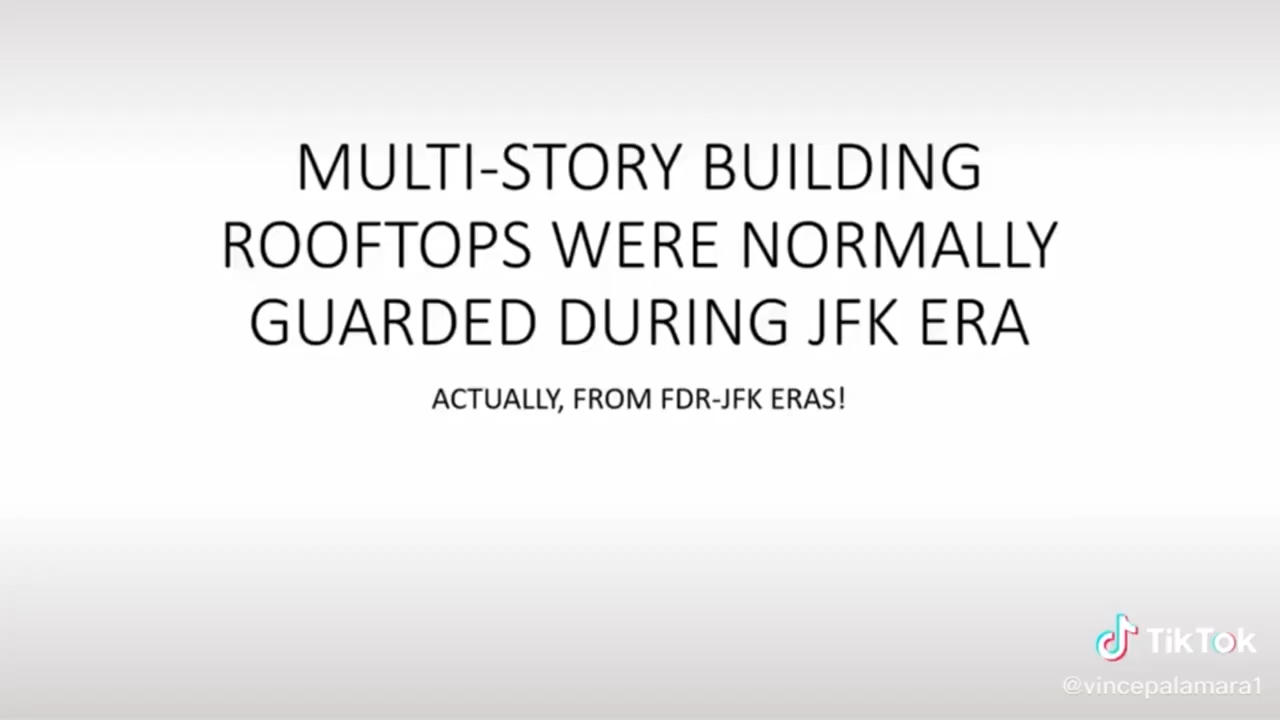 MULTI-STORY BUILDING
ROOFTOPS WERE NORMALLY
GUARDED DURING JFK ERA
ACTUALLY, FROM FDR-JFK ERAS!
TikTok
@vincepalamara1